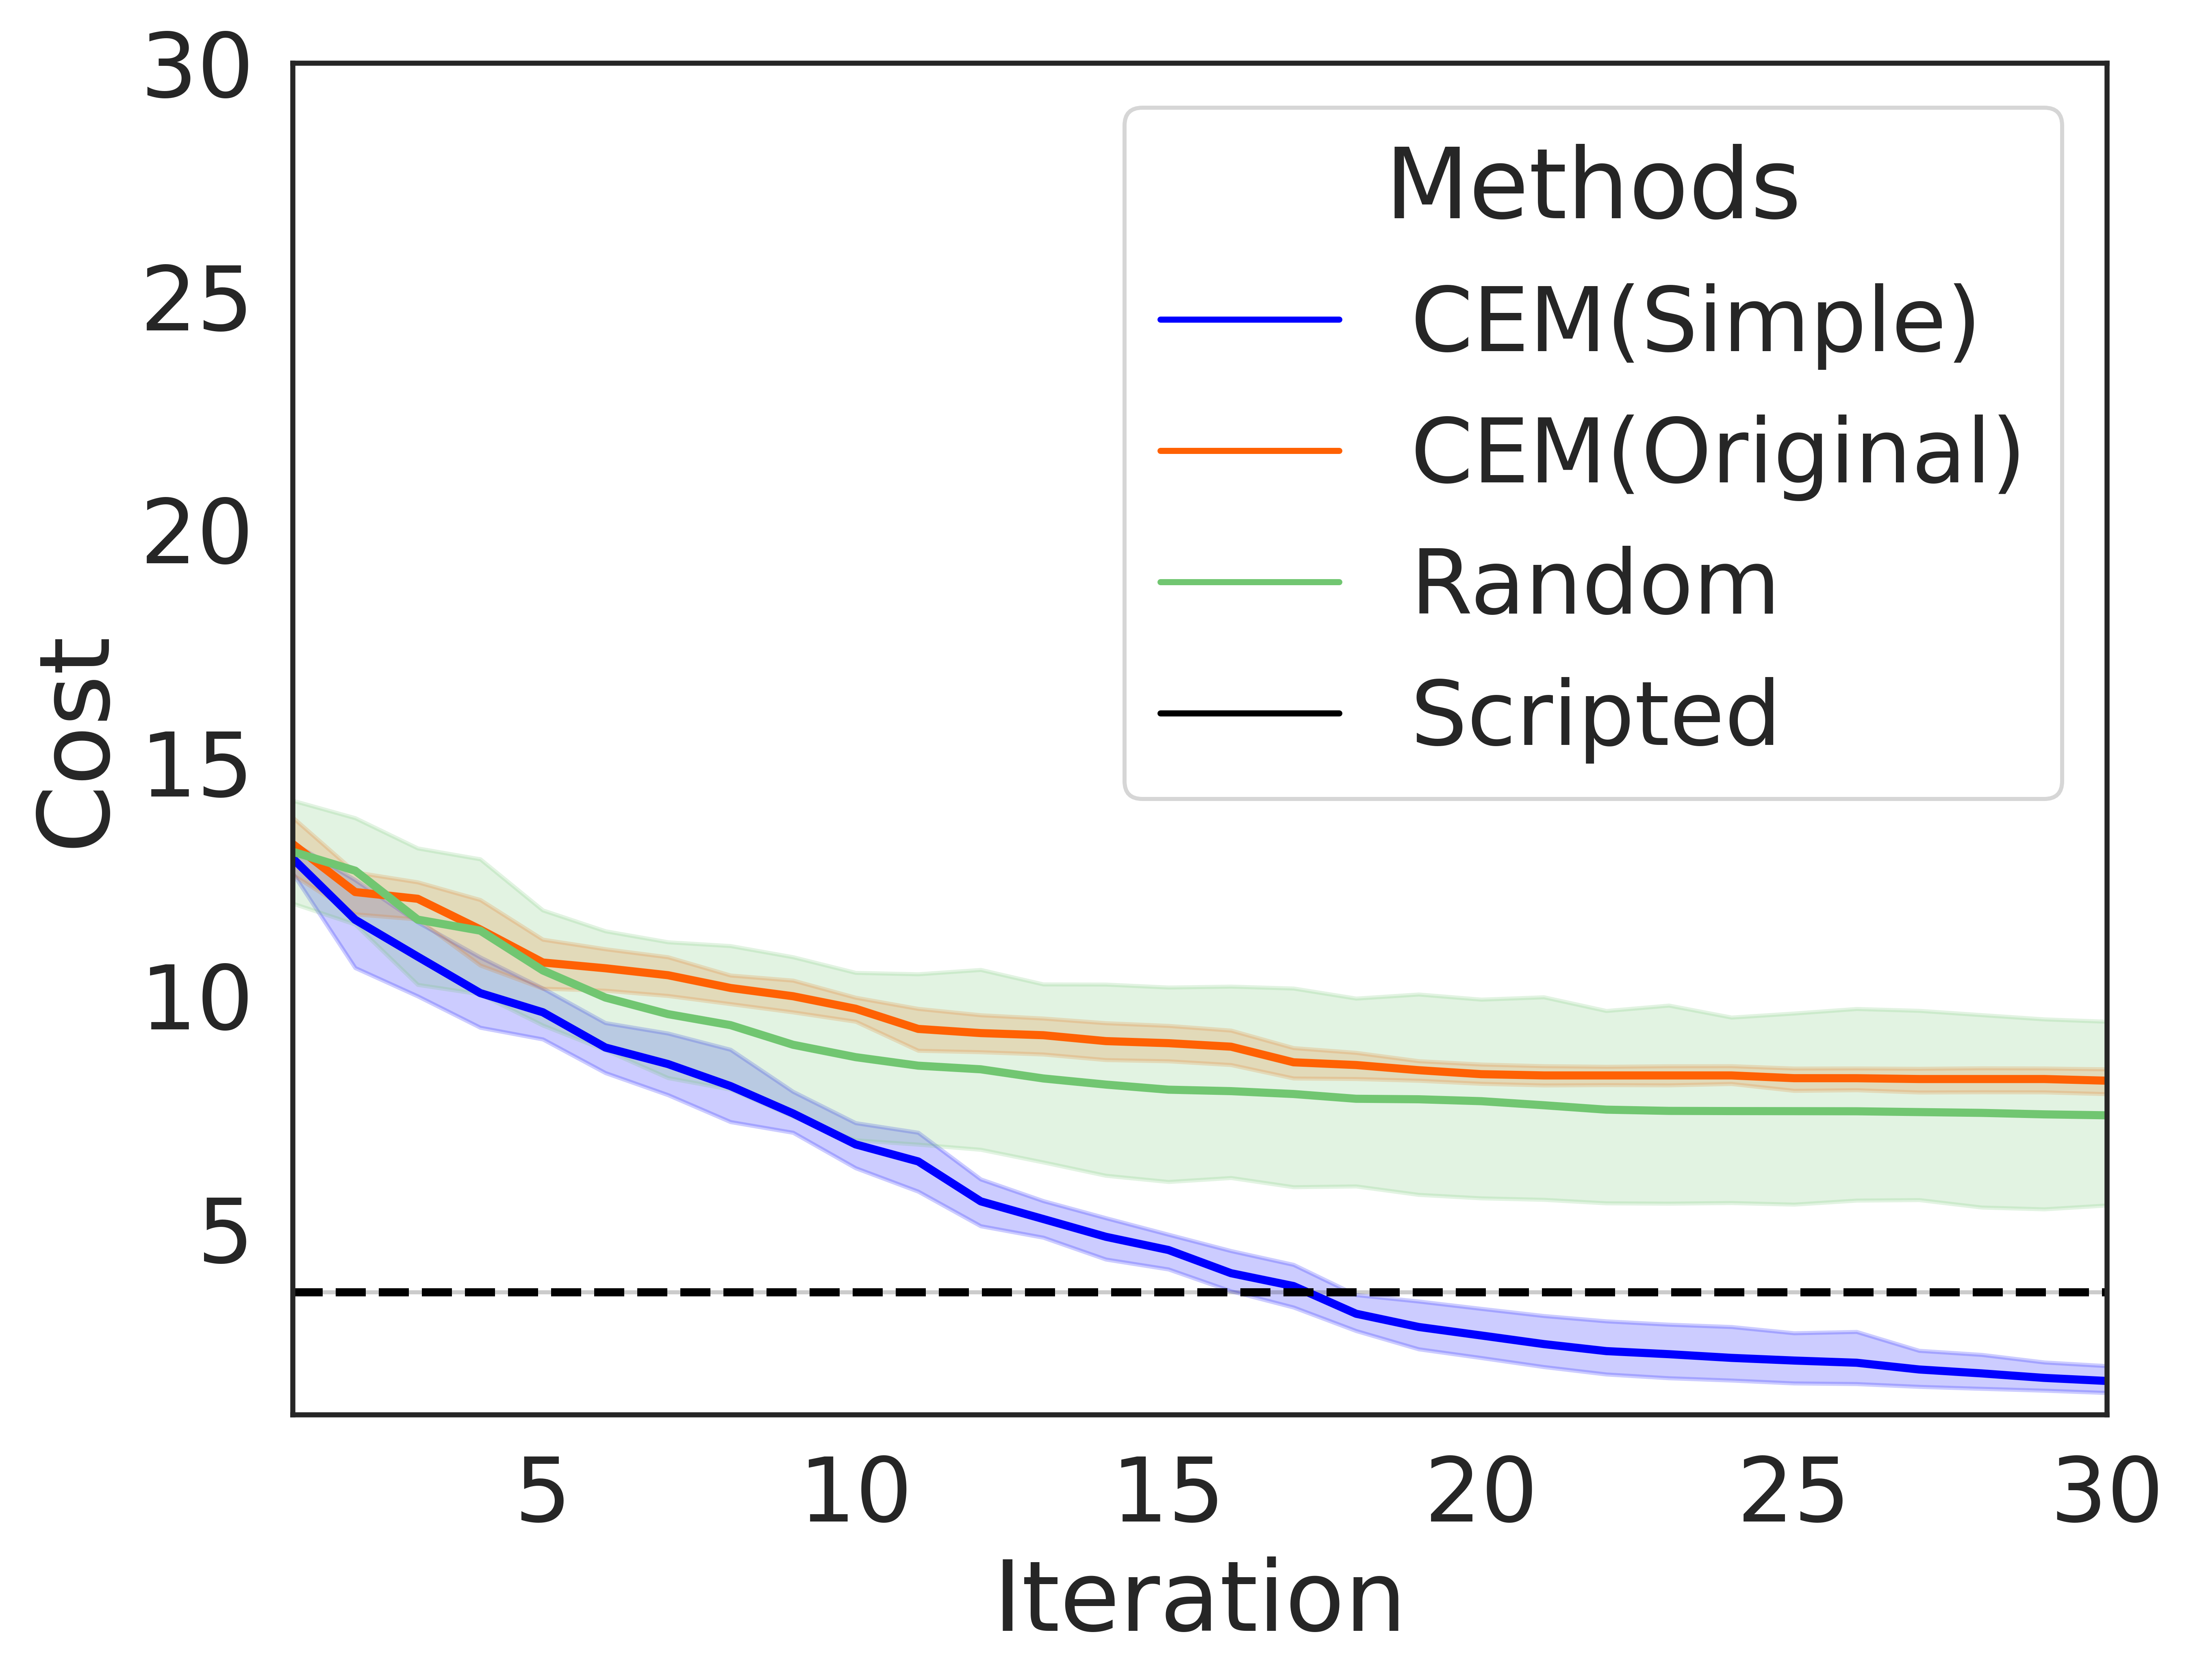 30
25
20
15
10
5
Cost
Methods
CEM(Simple)
CEM(Original)
Random
Scripted
5 10 15 20 25 30
Iteration